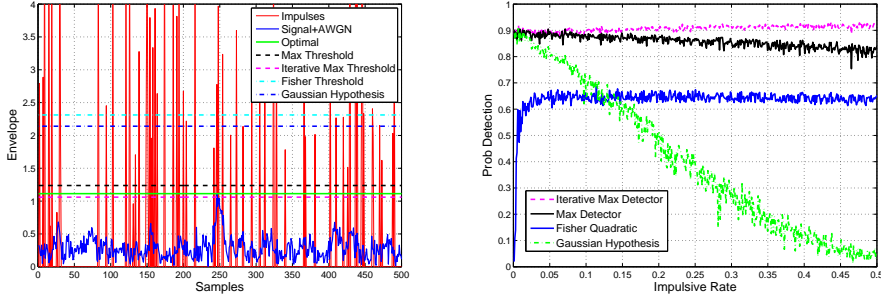 4
3.5
3
2.5
2
1.5
1
0.5
0
0 50 100 150 200 250 300 350 400 450 500
Envelope
Samples
Impulses
Signal+AWGN
Optimal
Max Threshold
Iterative Max Threshold
Fisher Threshold
Gaussian Hypothesis
1
0.9
0.8
0.7
0.6
0.5
0.4
0.3
0.2
0.1
0
0 0.05 0.1 0.15 0.2 0.25 0.3 0.35 0.4 0.45 0.5
Prob Detection
Impulsive Rate
Iterative Max Detector
Max Detector
Fisher Quadratic
Gaussian Hypothesis